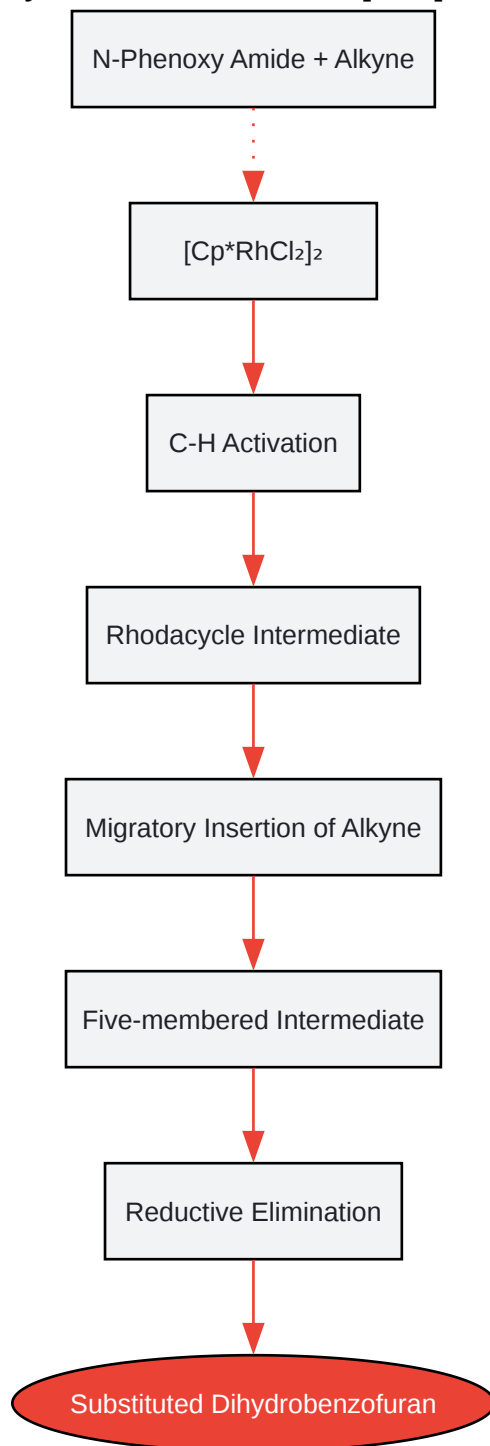 N-Phenoxy Amide + Alkyne
[Cp*RhCl₂]₂
C-H Activation
Rhodacycle Intermediate
Migratory Insertion of Alkyne
Five-membered Intermediate
Reductive Elimination
Substituted Dihydrobenzofuran